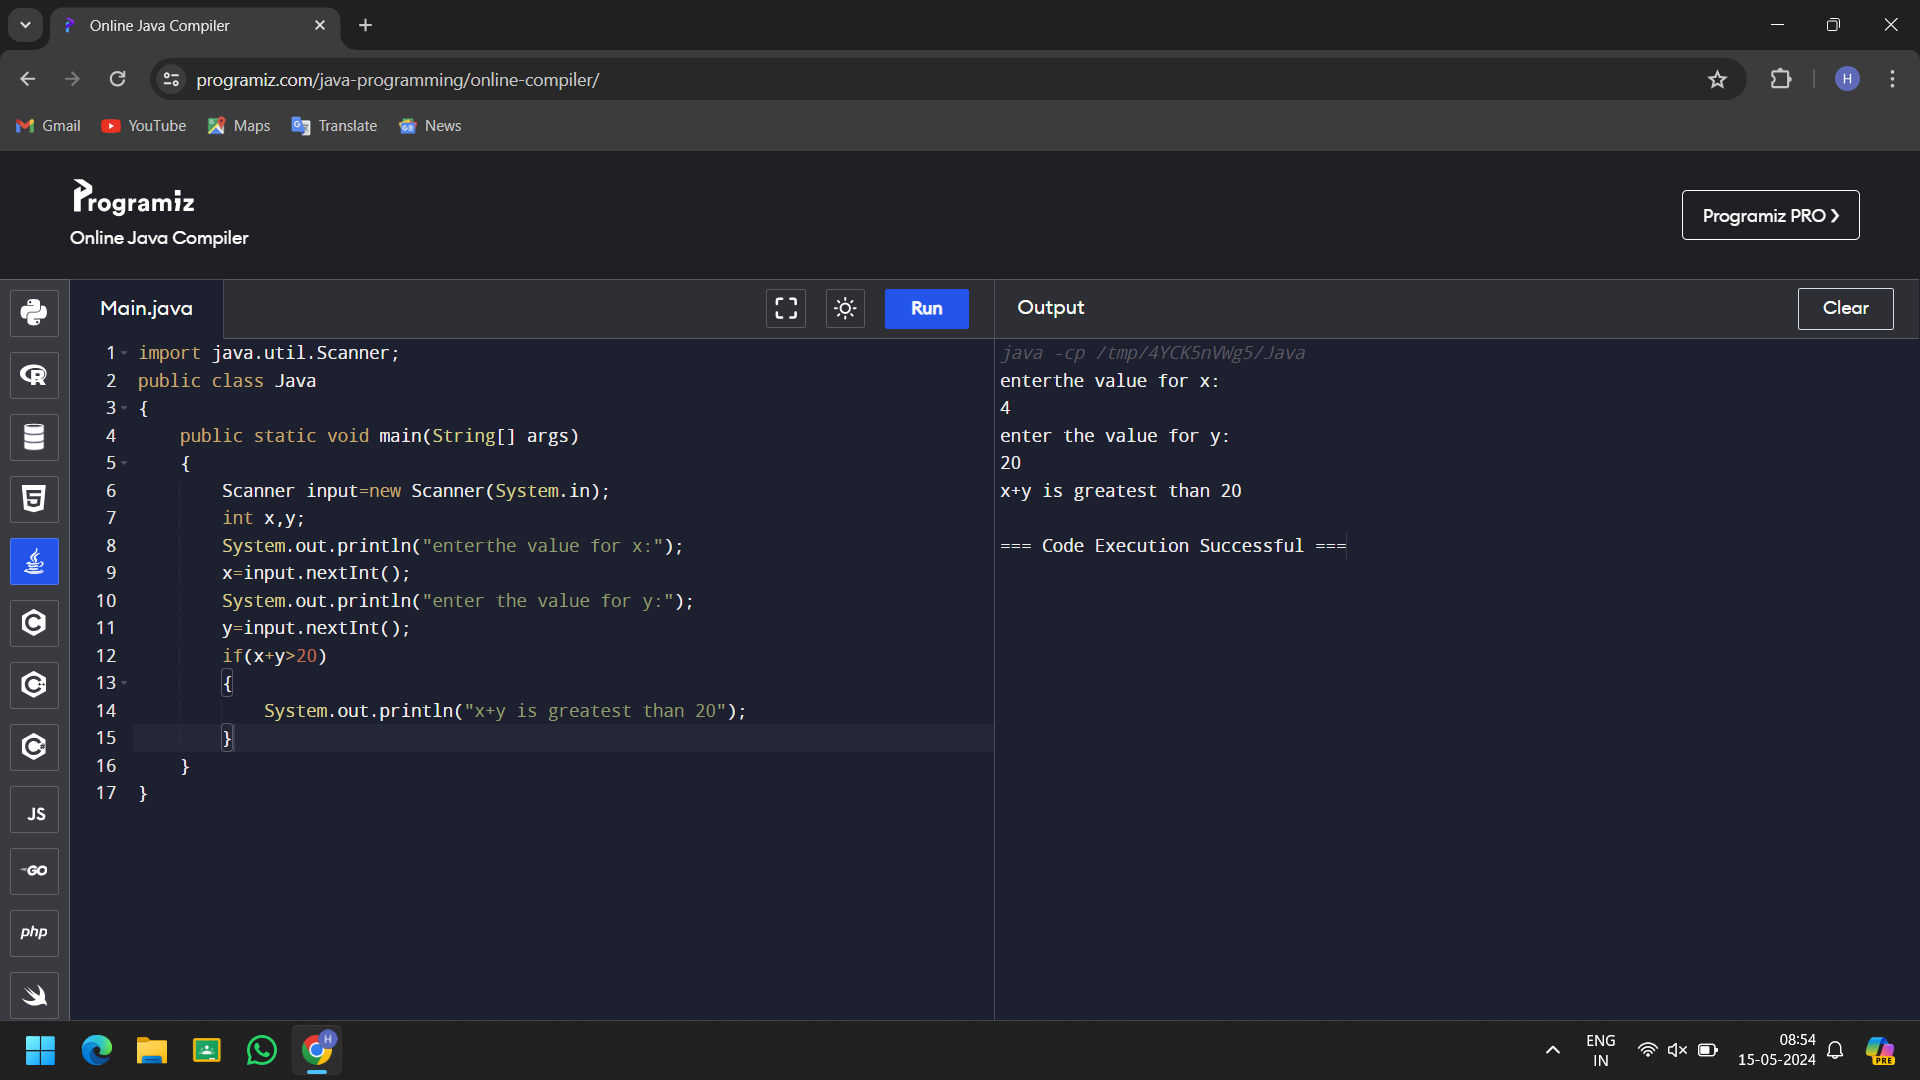 Online Java Compiler
programiz.com/java-programming/online-compiler/
H
Gmail
YouTube
Maps
Translate
News
Programiz
Online Java Compiler
Programiz PRO
Main.java
Run
Output
Clear
1 import java.util.Scanner;
2 public class Java
3 {
4 public static void main(String[] args)
5 {
6 Scanner input=new Scanner(System.in);
7 int x,y;
8 System.out.println("enterthe value for x:");
9 x=input.nextInt();
10 System.out.println("enter the value for y:");
11 y=input.nextInt();
12 if(x+y>20)
13 {
14 System.out.println("x+y is greatest than 20");
15 }
16 }
17 }
java -cp /tmp/4YCK5nVWg5/Java
enterthe value for x:
4
enter the value for y:
20
x+y is greatest than 20
=== Code Execution Successful ===
R
5
C
C
C
JS
GO
php
H
ENG
IN
08:54
15-05-2024
PRE